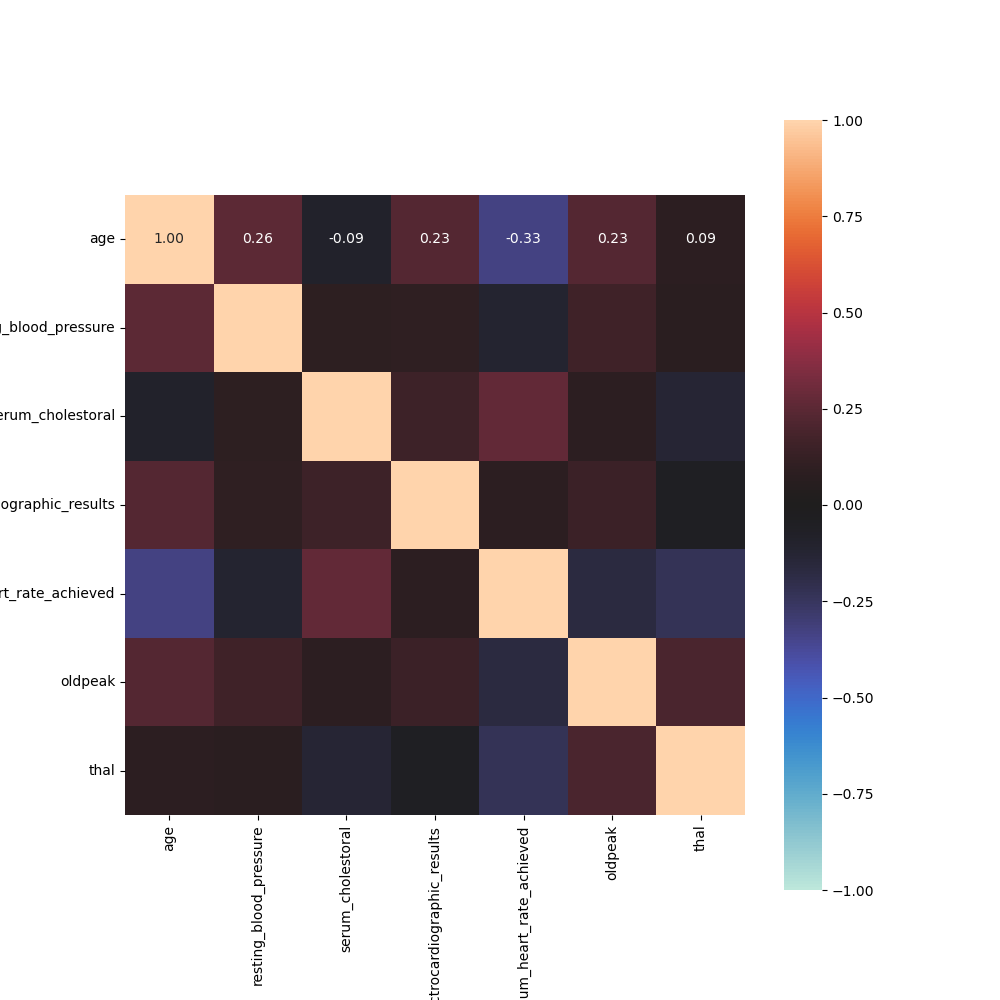 1.00
0.75
0.50
0.25
0.00
−0.25
−0.50
−0.75
−1.00
age 1.00 0.26 -0.09 0.23 -0.33 0.23 0.09
g_blood_pressure
erum_cholestoral
ographic_results
rt_rate_achieved
oldpeak
thal
age
resting_blood_pressure
serum_cholestoral
ctrocardiographic_results
um_heart_rate_achieved
oldpeak
thal